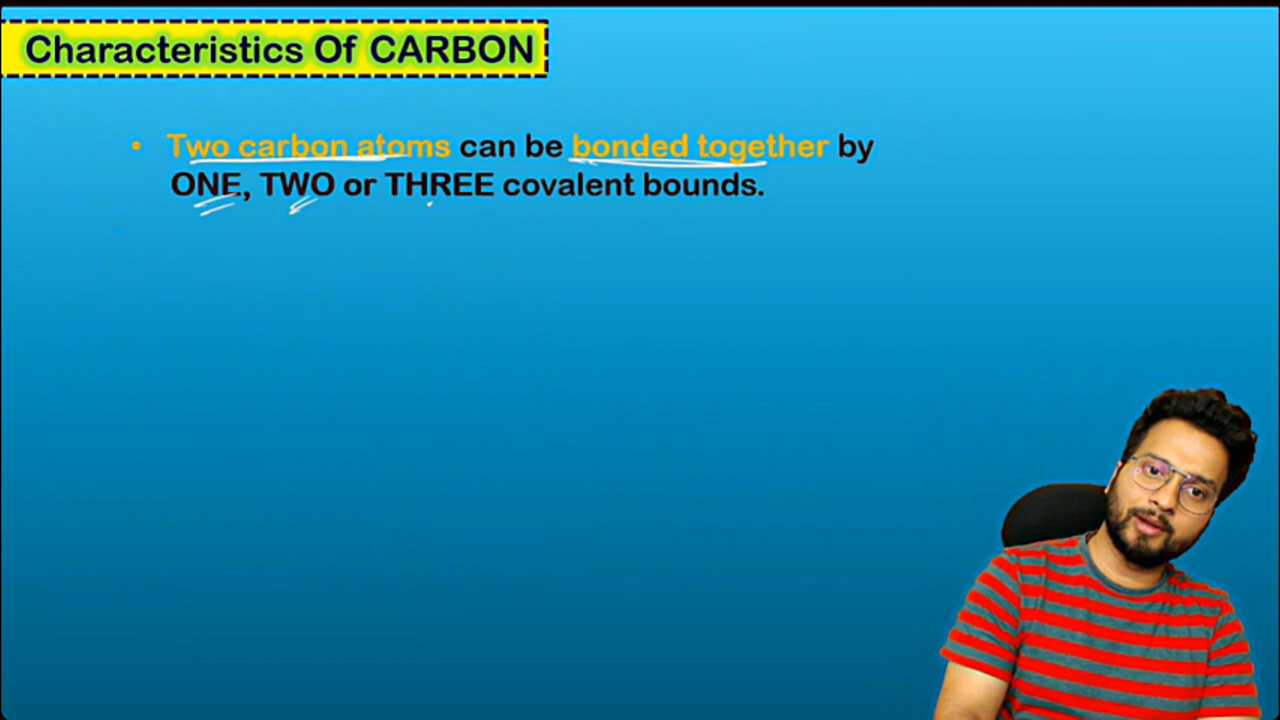 Characteristics Of CARBON
• Two carbon atoms can be bonded together by
ONE, TWO or THREE covalent bounds.